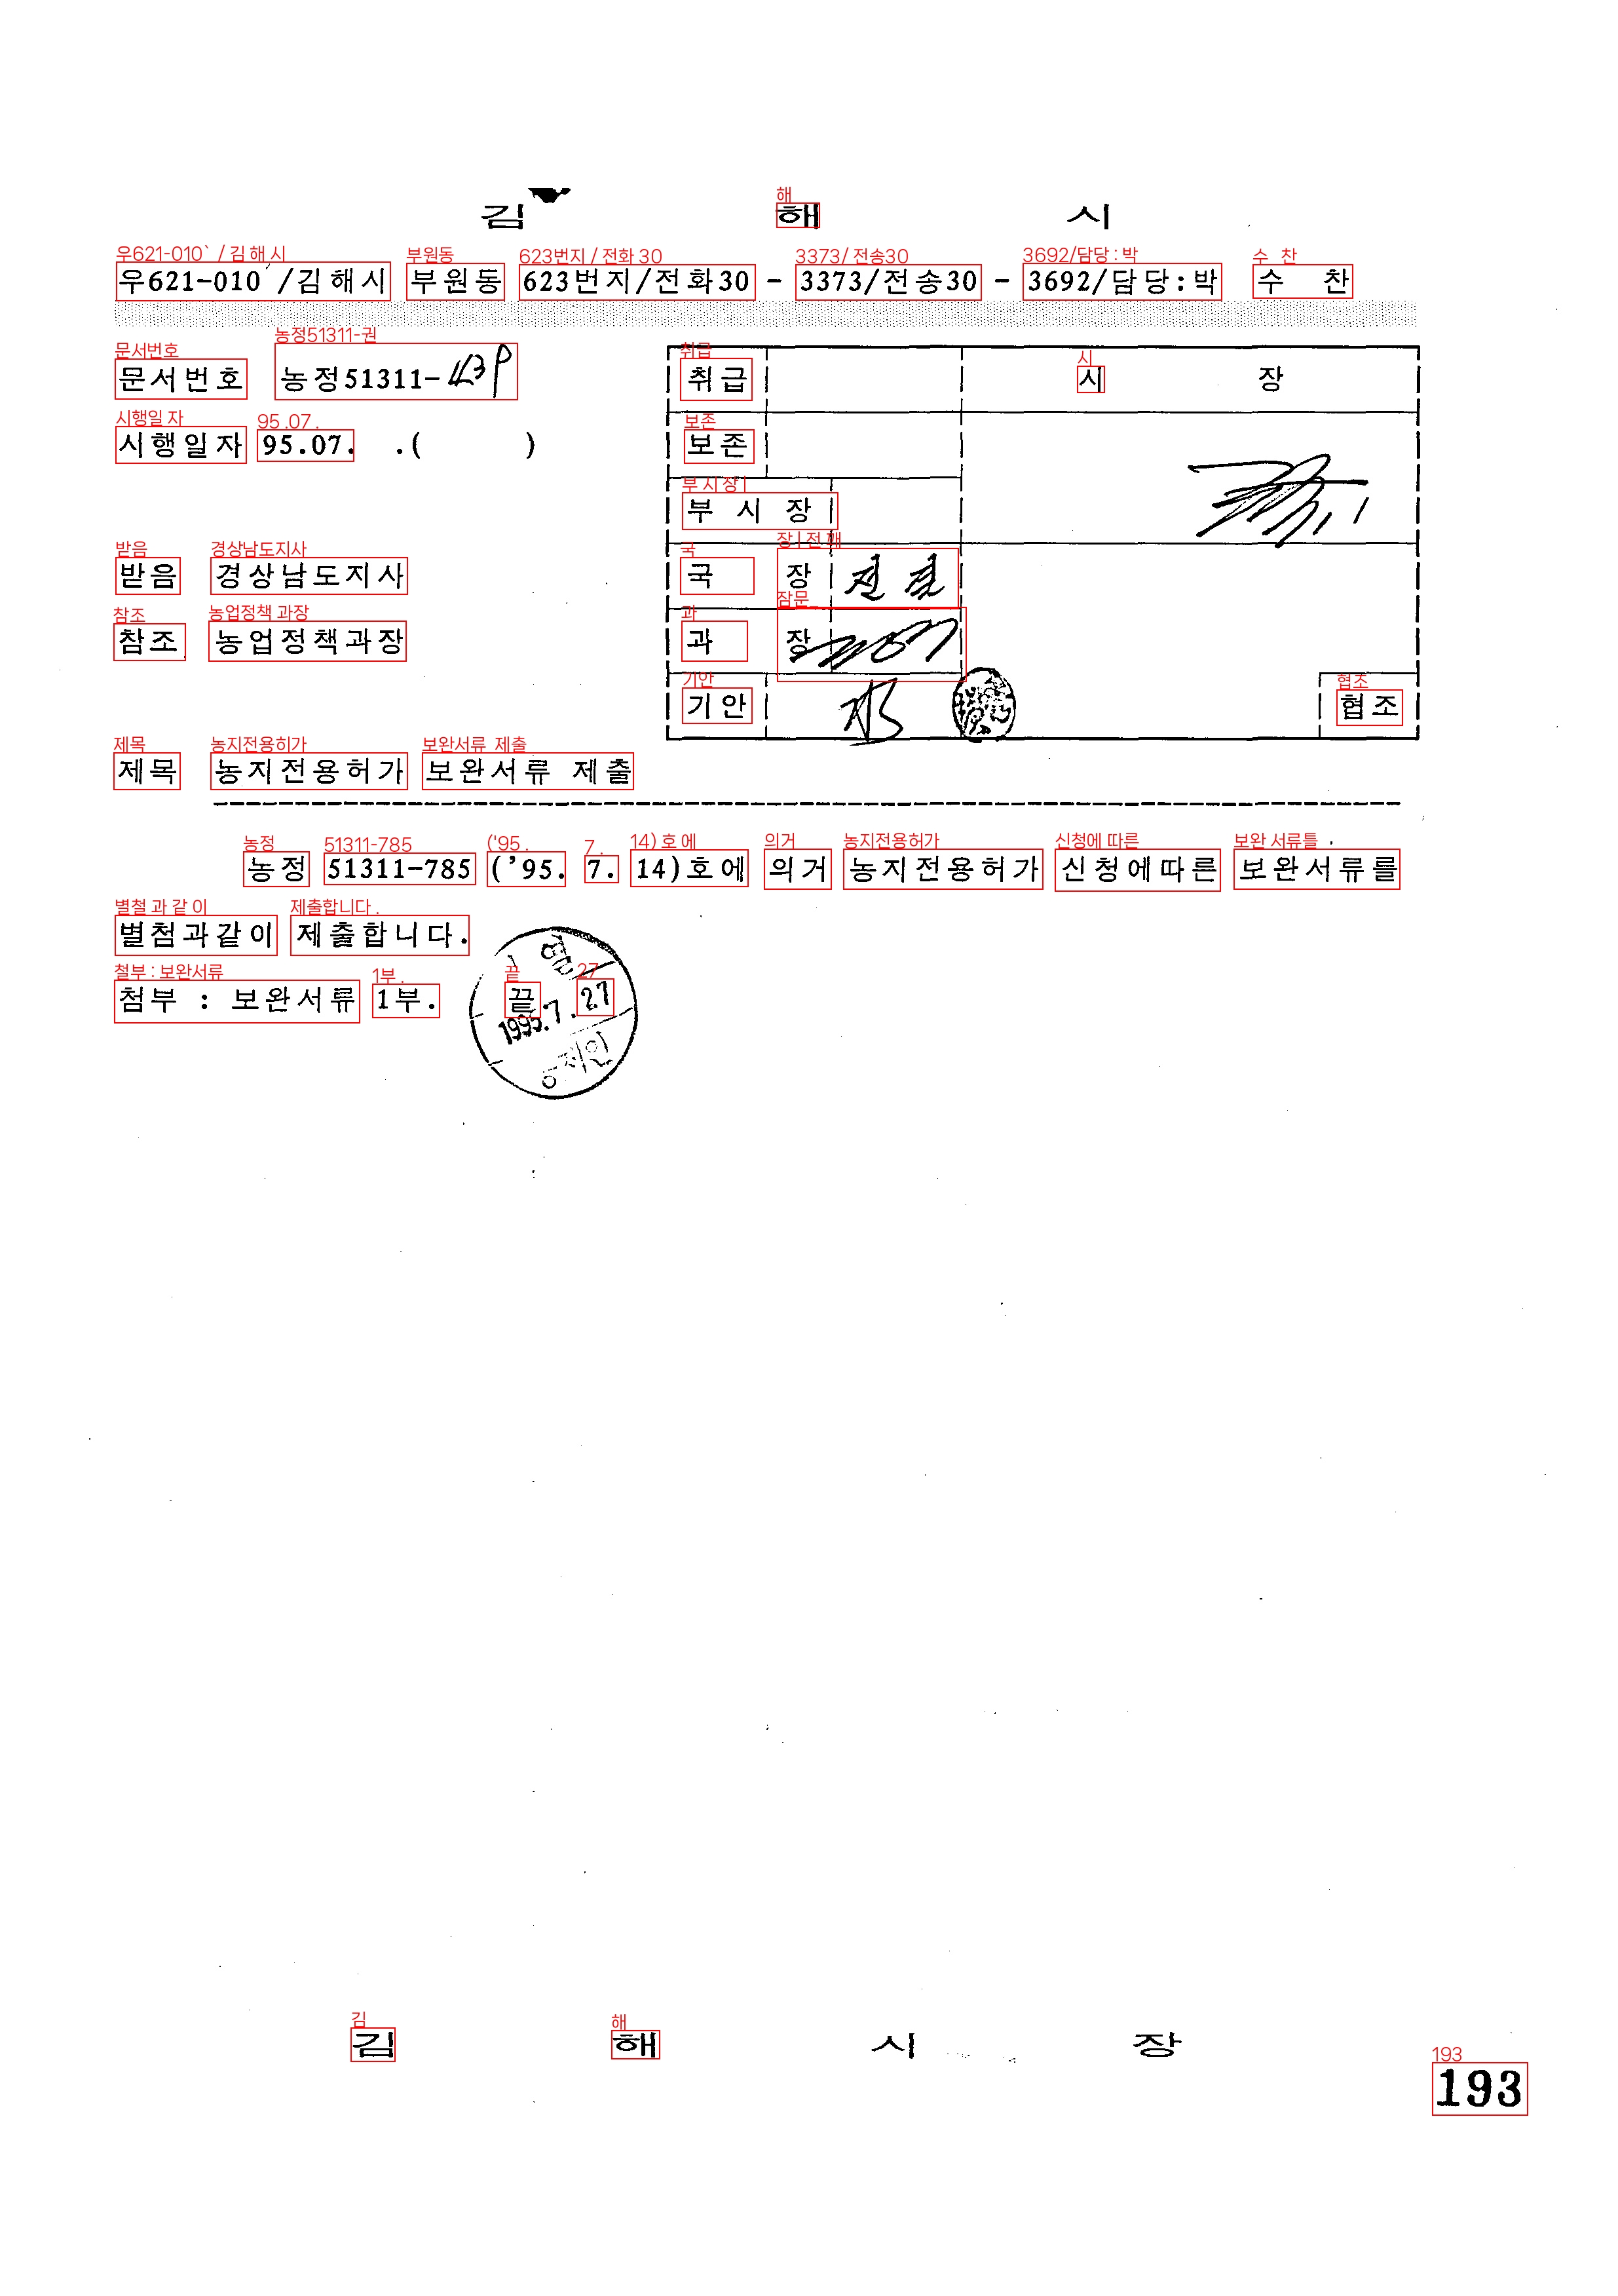 김 해 시
우621-010 /김해시 부원동 623번지/전화30 - 3373/전송30 - 3692/담당:박 수 찬
문서번호 농정51311-
시행일자 95.07. .( )
받음 경상남도지사
참조 농업정책과장
취급 시 장
보존
부 시 장
국 장 전결
과 장
기안 협조
제목 농지전용허가 보완서류 제출
농정 51311-785 ('95. 7. 14)호에 의거 농지전용허가 신청에따른 보완서류를
별첨과같이 제출합니다.
첨부 : 보완서류 1부. 끝
1995.7.27
김 해 시 장
193